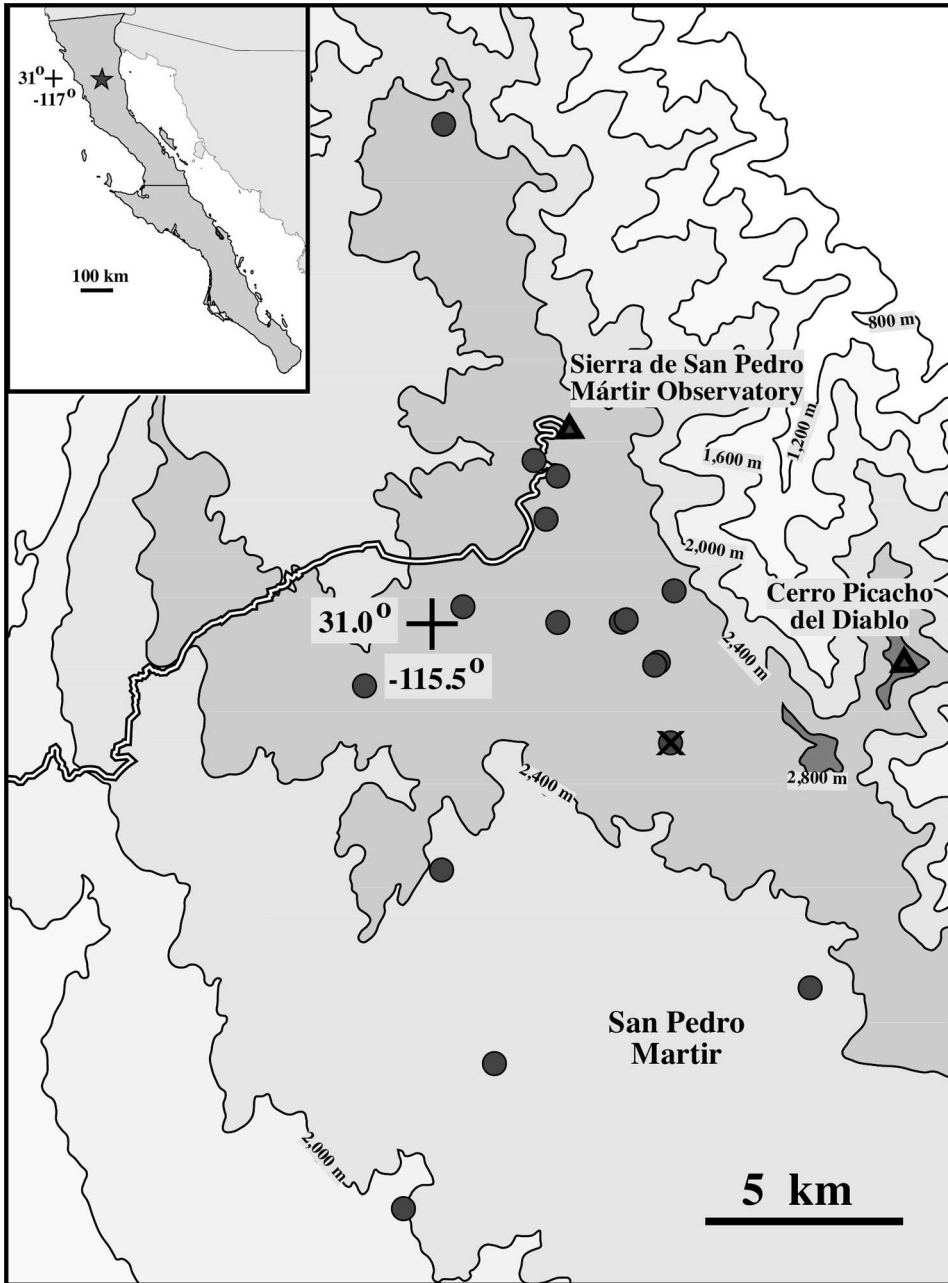 31°
-117°
100 km
Sierra de San Pedro
Mártir Observatory
800 m
1,200 m
1,600 m
2,000 m
Cerro Picacho
del Diablo
31.0°
-115.5°
2,400 m
2,400 m
2,800 m
San Pedro
Martir
2,000 m
5 km